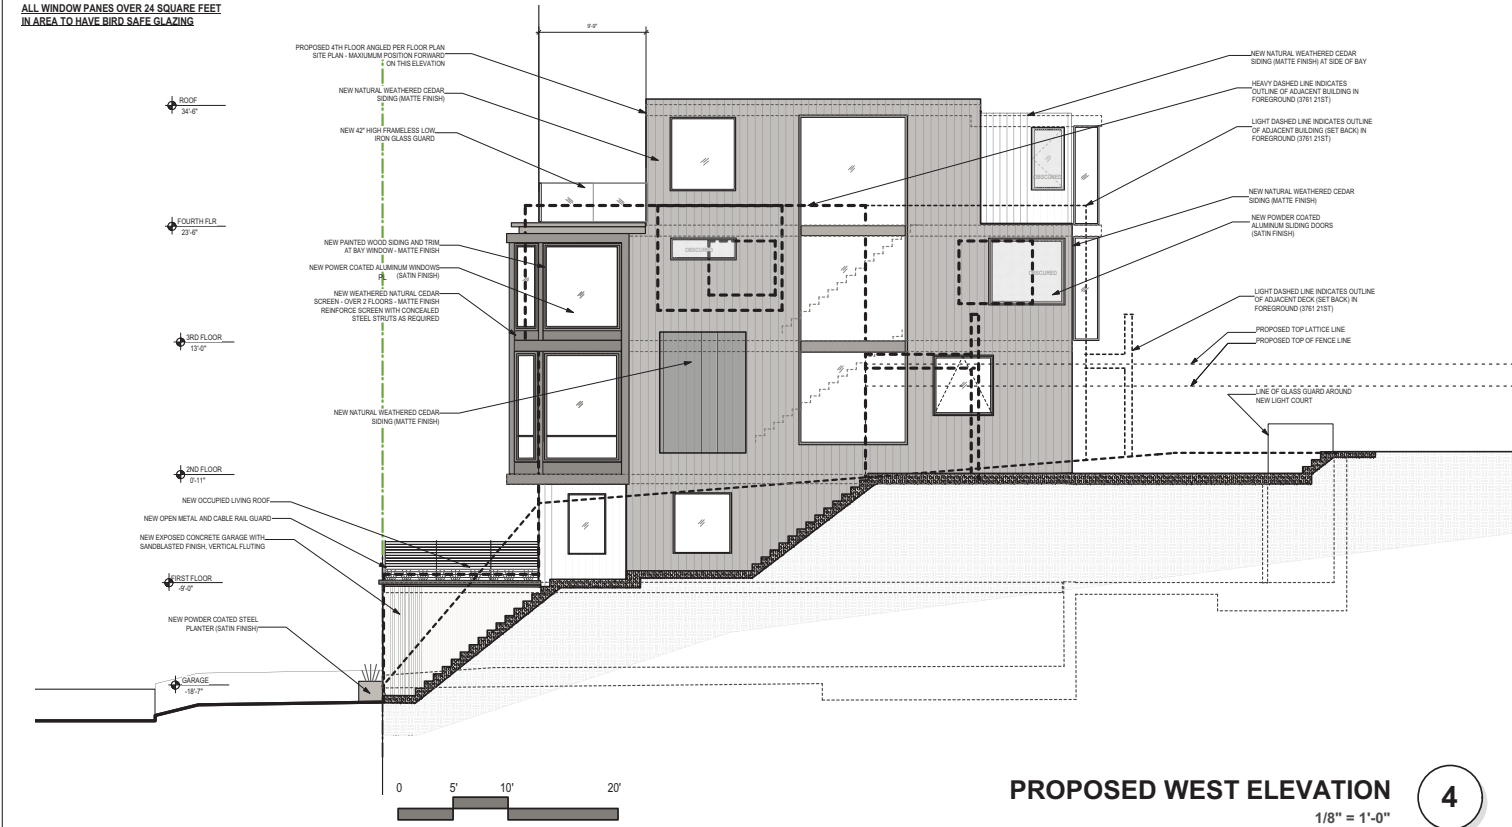 ALL WINDOW PANES OVER 24 SQUARE FEET
IN AREA TO HAVE BIRD SAFE GLAZING
9'-9"
PROPOSED 4TH FLOOR ANGLED PER FLOOR PLAN
SITE PLAN - MAXIUMUM POSITION FORWARD
ON THIS ELEVATION
NEW NATURAL WEATHERED CEDAR
SIDING (MATTE FINISH)
NEW 42" HIGH FRAMELESS LOW
IRON GLASS GUARD
ROOF
34'-6"
FOURTH FLR
23'-6"
NEW PAINTED WOOD SIDING AND TRIM
AT BAY WINDOW - MATTE FINISH
NEW POWER COATED ALUMINUM WINDOWS
(SATIN FINISH)
PL
NEW WEATHERED NATURAL CEDAR
SCREEN - OVER 2 FLOORS - MATTE FINISH
REINFORCE SCREEN WITH CONCEALED
STEEL STRUTS AS REQUIRED
3RD FLOOR
13'-0"
NEW NATURAL WEATHERED CEDAR
SIDING (MATTE FINISH)
2ND FLOOR
0'-11"
NEW OCCUPIED LIVING ROOF
NEW OPEN METAL AND CABLE RAIL GUARD
NEW EXPOSED CONCRETE GARAGE WITH
SANDBLASTED FINISH, VERTICAL FLUTING
FIRST FLOOR
-9'-0"
NEW POWDER COATED STEEL
PLANTER (SATIN FINISH)
GARAGE
-18'-7"
OBSCURED
OBSCURED
OBSCURED
NEW NATURAL WEATHERED CEDAR
SIDING (MATTE FINISH) AT SIDE OF BAY
HEAVY DASHED LINE INDICATES
OUTLINE OF ADJACENT BUILDING IN
FOREGROUND (3761 21ST)
LIGHT DASHED LINE INDICATES OUTLINE
OF ADJACENT BUILDING (SET BACK) IN
FOREGROUND (3761 21ST)
NEW NATURAL WEATHERED CEDAR
SIDING (MATTE FINISH)
NEW POWDER COATED
ALUMINUM SLIDING DOORS
(SATIN FINISH)
LIGHT DASHED LINE INDICATES OUTLINE
OF ADJACENT DECK (SET BACK) IN
FOREGROUND (3761 21ST)
PROPOSED TOP LATTICE LINE
PROPOSED TOP OF FENCE LINE
LINE OF GLASS GUARD AROUND
NEW LIGHT COURT
0 5' 10' 20'
PROPOSED WEST ELEVATION
1/8" = 1'-0"
4